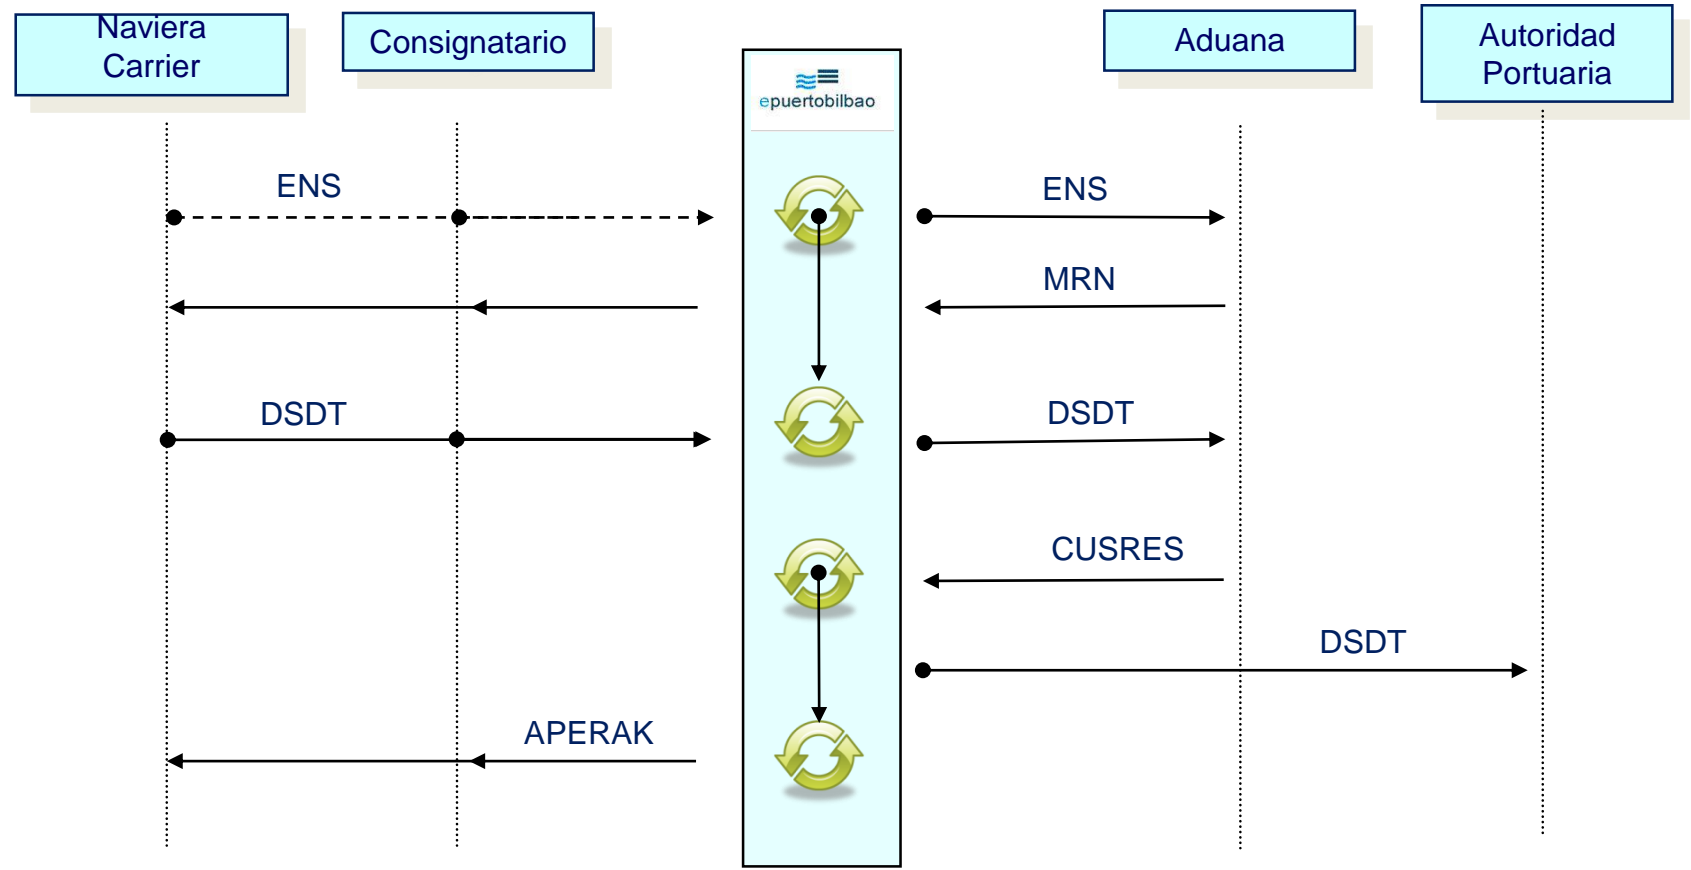 Naviera
Carrier
Consignatario
Aduana
Autoridad
Portuaria
epuertobilbao
ENS
ENS
MRN
DSDT
DSDT
CUSRES
DSDT
APERAK